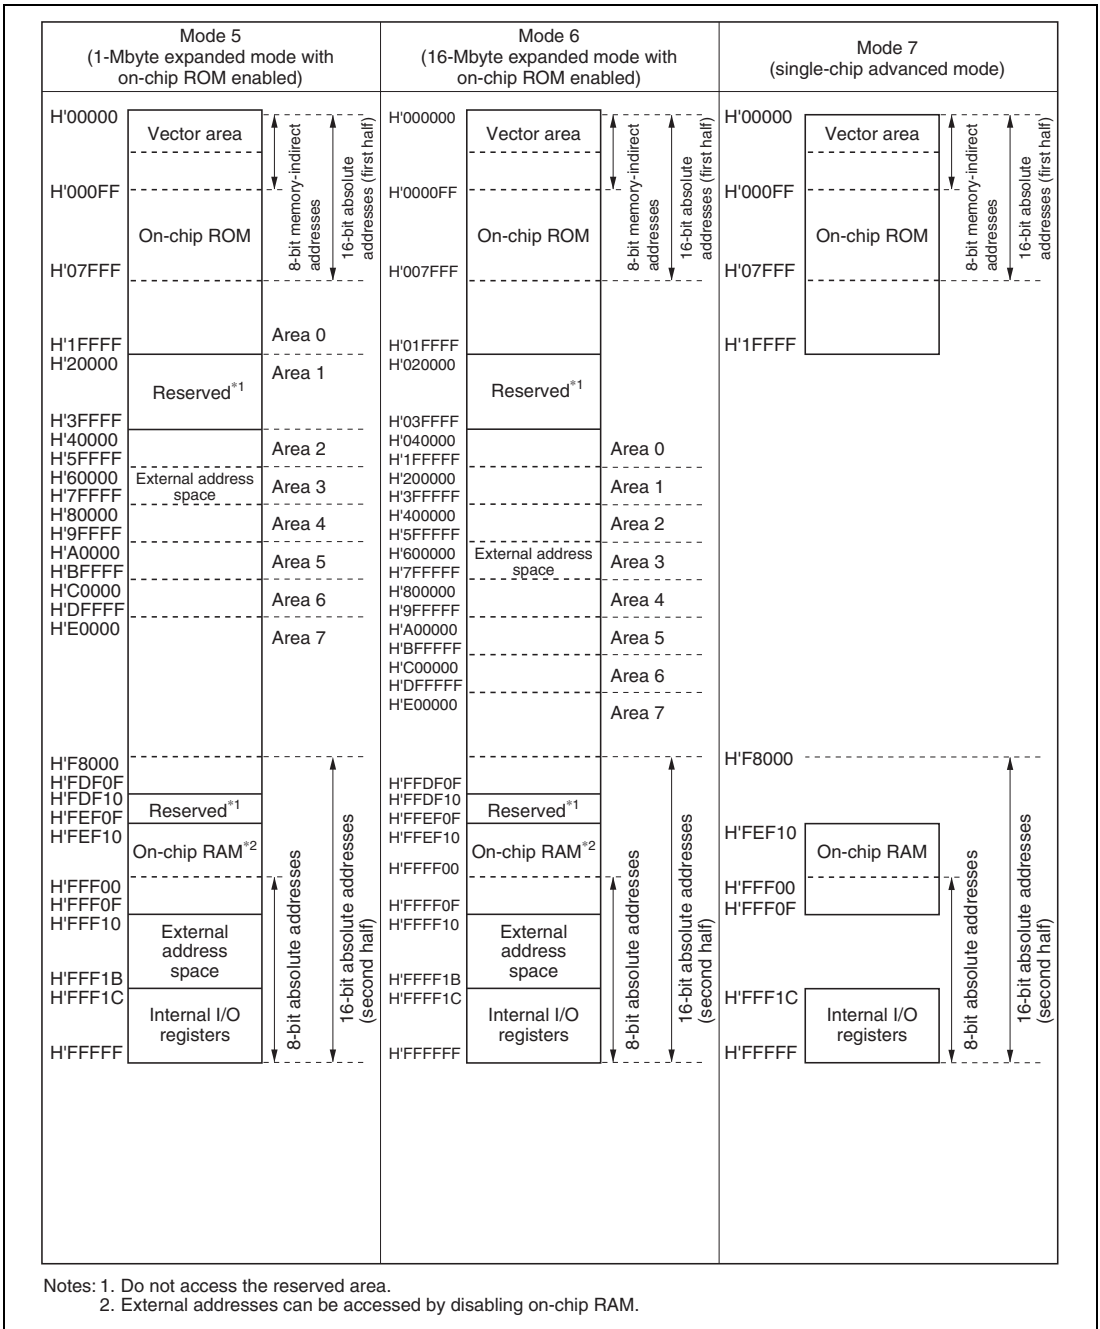 Mode 5
(1-Mbyte expanded mode with
on-chip ROM enabled)
H'00000
Vector area
H'000FF
On-chip ROM
H'07FFF
8-bit memory-indirect
addresses
16-bit absolute
addresses (first half)
H'1FFFF
Area 0
H'20000
Area 1
Reserved*1
H'3FFFF
H'40000
Area 2
H'5FFFF
H'60000
External address
space
Area 3
H'7FFFF
H'80000
Area 4
H'9FFFF
H'A0000
Area 5
H'BFFFF
H'C0000
Area 6
H'DFFFF
H'E0000
Area 7
H'F8000
H'FDF0F
H'FDF10
Reserved*1
H'FEF0F
H'FEF10
On-chip RAM*2
H'FFF00
H'FFF0F
H'FFF10
External
address
space
H'FFF1B
H'FFF1C
Internal I/O
registers
H'FFFFF
8-bit absolute addresses
16-bit absolute addresses
(second half)
Mode 6
(16-Mbyte expanded mode with
on-chip ROM enabled)
H'000000
Vector area
H'0000FF
On-chip ROM
H'007FFF
8-bit memory-indirect
addresses
16-bit absolute
addresses (first half)
H'01FFFF
H'020000
Reserved*1
H'03FFFF
H'040000
Area 0
H'1FFFFF
H'200000
Area 1
H'3FFFFF
H'400000
Area 2
H'5FFFFF
H'600000
External address
space
Area 3
H'7FFFFF
H'800000
Area 4
H'9FFFFF
H'A00000
Area 5
H'BFFFFF
H'C00000
Area 6
H'DFFFFF
H'E00000
Area 7
H'FFDF0F
H'FFDF10
Reserved*1
H'FFEF0F
H'FFEF10
On-chip RAM*2
H'FFFF00
H'FFFF0F
H'FFFF10
External
address
space
H'FFFF1B
H'FFFF1C
Internal I/O
registers
H'FFFFFF
8-bit absolute addresses
16-bit absolute addresses
(second half)
Mode 7
(single-chip advanced mode)
H'00000
Vector area
H'000FF
On-chip ROM
H'07FFF
8-bit memory-indirect
addresses
16-bit absolute
addresses (first half)
H'1FFFF
H'F8000
H'FEF10
On-chip RAM
H'FFF00
H'FFF0F
H'FFF1C
Internal I/O
registers
H'FFFFF
8-bit absolute addresses
16-bit absolute addresses
(second half)
Notes: 1. Do not access the reserved area.
2. External addresses can be accessed by disabling on-chip RAM.